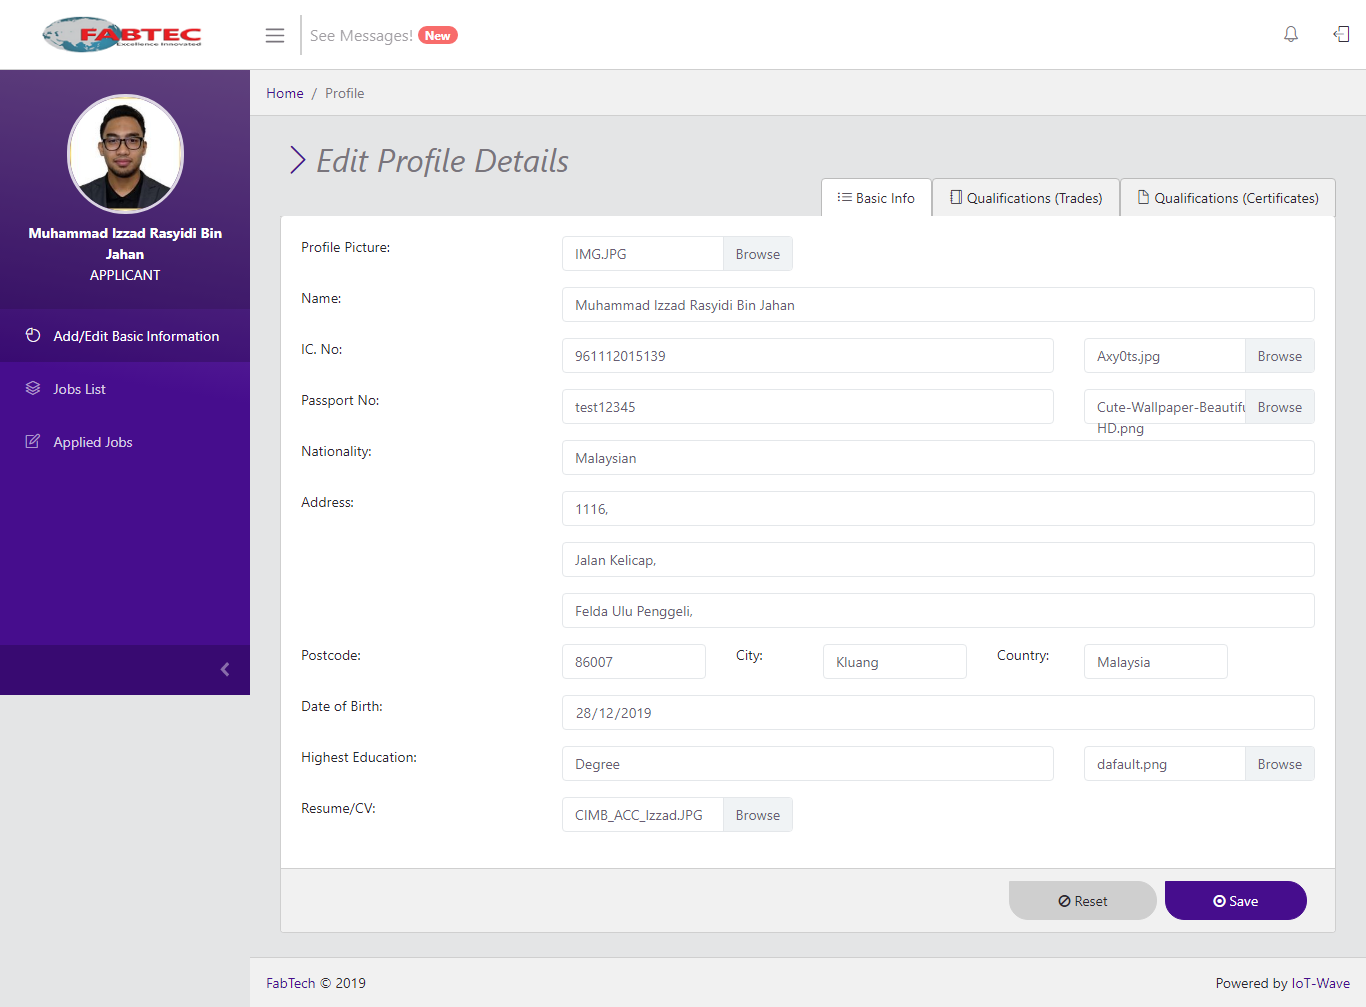 FABTEC
Excellence Innovated
See Messages! New
Muhammad Izzad Rasyidi Bin
Jahan
APPLICANT
Add/Edit Basic Information
Jobs List
Applied Jobs
Home / Profile
Edit Profile Details
Basic Info
Qualifications (Trades)
Qualifications (Certificates)
Profile Picture: IMG.JPG Browse
Name: Muhammad Izzad Rasyidi Bin Jahan
IC. No: 961112015139 Axy0ts.jpg Browse
Passport No: test12345 Cute-Wallpaper-Beautifu Browse
HD.png
Nationality: Malaysian
Address: 1116,
Jalan Kelicap,
Felda Ulu Penggeli,
Postcode: 86007 City: Kluang Country: Malaysia
Date of Birth: 28/12/2019
Highest Education: Degree dafault.png Browse
Resume/CV: CIMB_ACC_Izzad.JPG Browse
Reset Save
FabTech © 2019 Powered by IoT-Wave